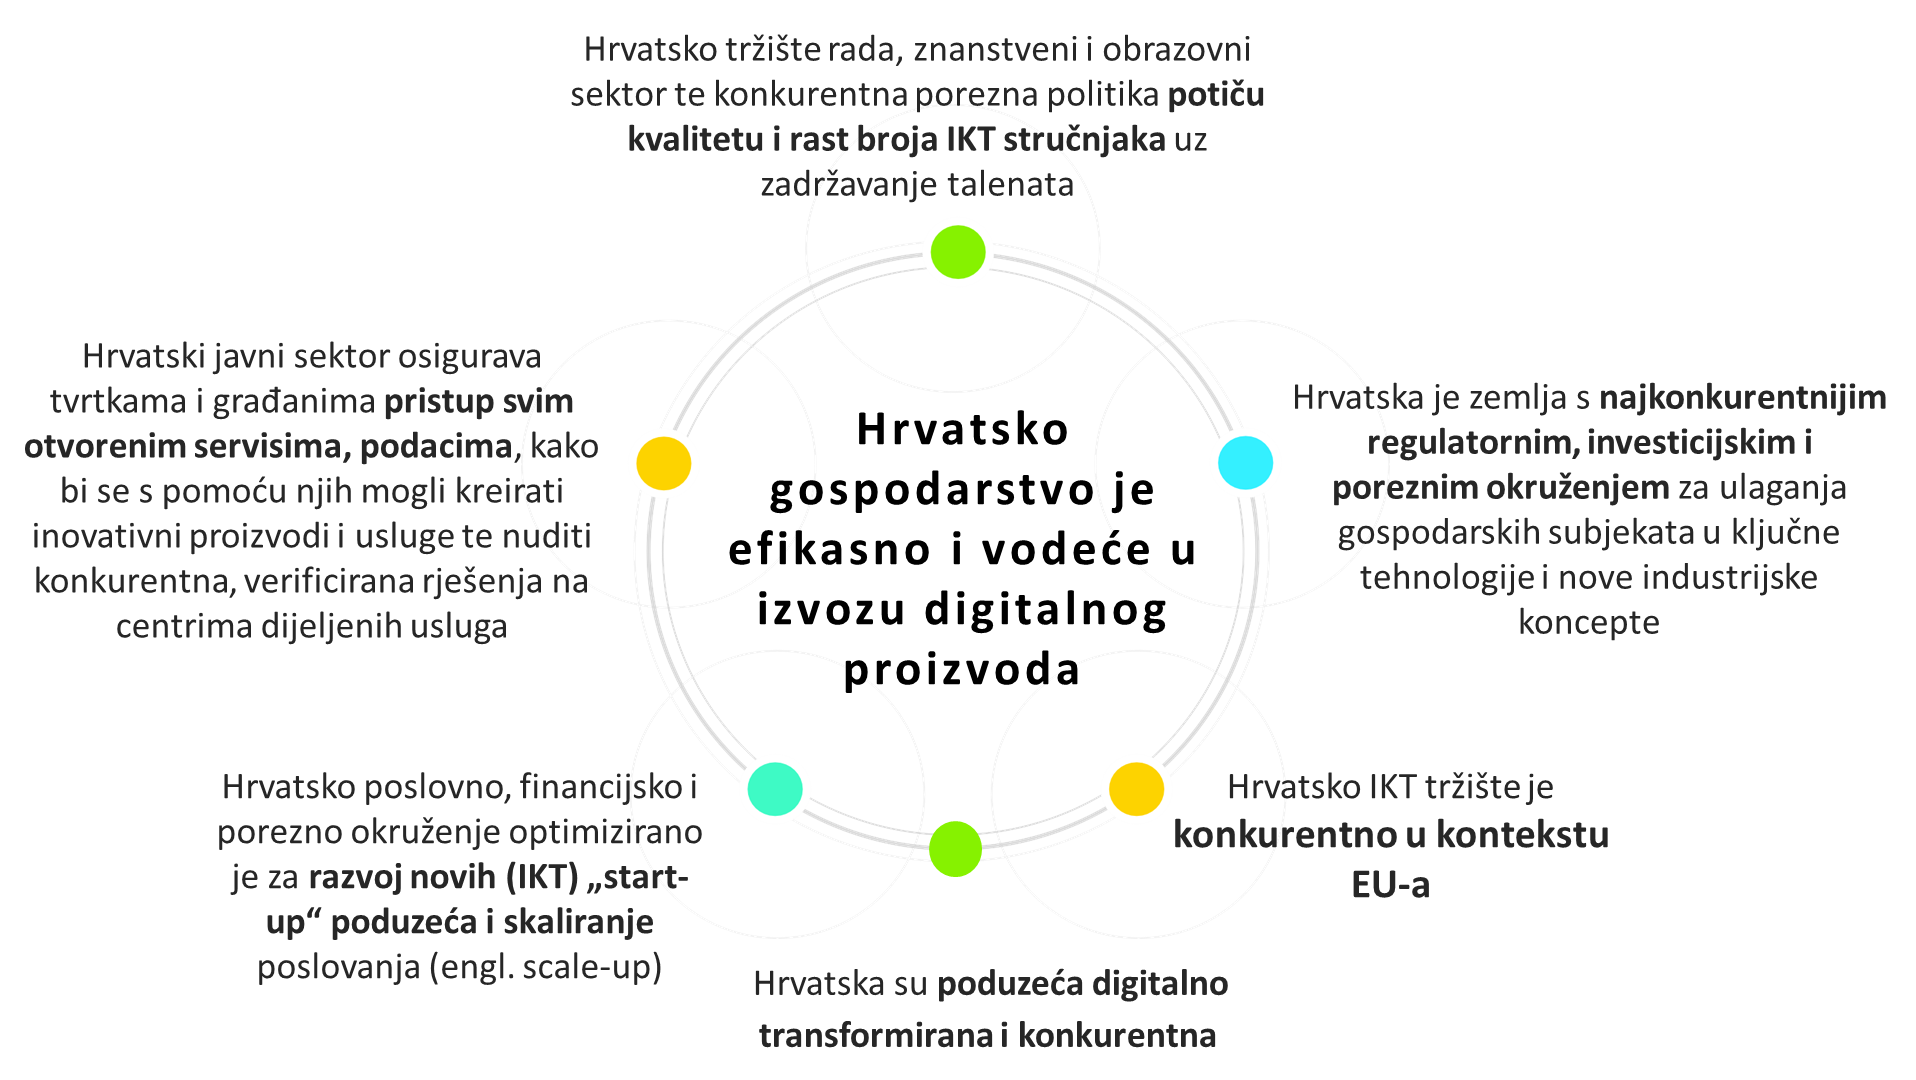 Hrvatsko tržište rada, znanstveni i obrazovni
sektor te konkurentna porezna politika potiču
kvalitetu i rast broja IKT stručnjaka uz
zadržavanje talenata
Hrvatski javni sektor osigurava
tvrtkama i građanima pristup svim
otvorenim servisima, podacima, kako
bi se s pomoću njih mogli kreirati
inovativni proizvodi i usluge te nuditi
konkurentna, verificirana rješenja na
centrima dijeljenih usluga
Hrvatsko
gospodarstvo je
efikasno i vodeće u
izvozu digitalnog
proizvoda
Hrvatska je zemlja s najkonkurentnijim
regulatornim, investicijskim i
poreznim okruženjem za ulaganja
gospodarskih subjekata u ključne
tehnologije i nove industrijske
koncepte
Hrvatsko poslovno, financijsko i
porezno okruženje optimizirano
je za razvoj novih (IKT) „start-
up“ poduzeća i skaliranje
poslovanja (engl. scale-up)
Hrvatsko IKT tržište je
konkurentno u kontekstu
EU-a
Hrvatska su poduzeća digitalno
transformirana i konkurentna